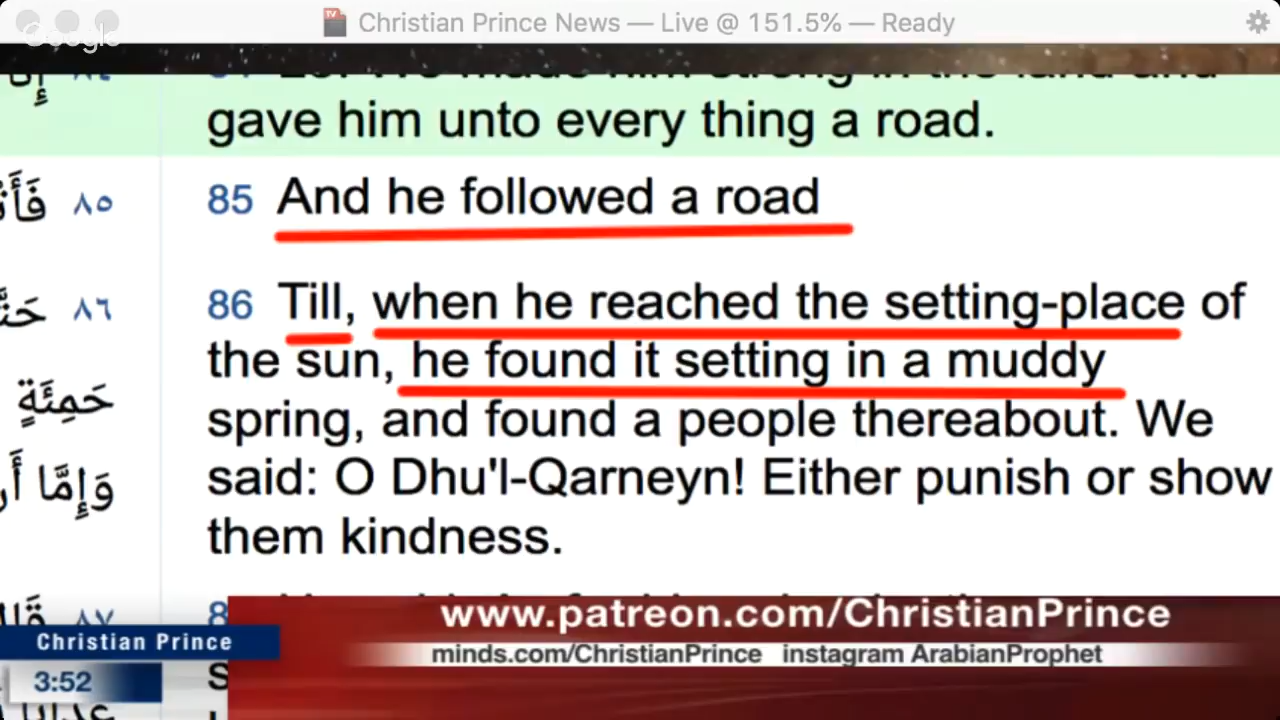 Christian Prince News — Live @ 151.5% — Ready
Google
gave him unto every thing a road.
٨٥
85 And he followed a road
٨٦ حَمِئَةٍ
86 Till, when he reached the setting-place of
the sun, he found it setting in a muddy
spring, and found a people thereabout. We
said: O Dhu'l-Qarneyn! Either punish or show
them kindness.
٨٧
www.patreon.com/ChristianPrince
Christian Prince
minds.com/ChristianPrince instagram ArabianProphet
3:52